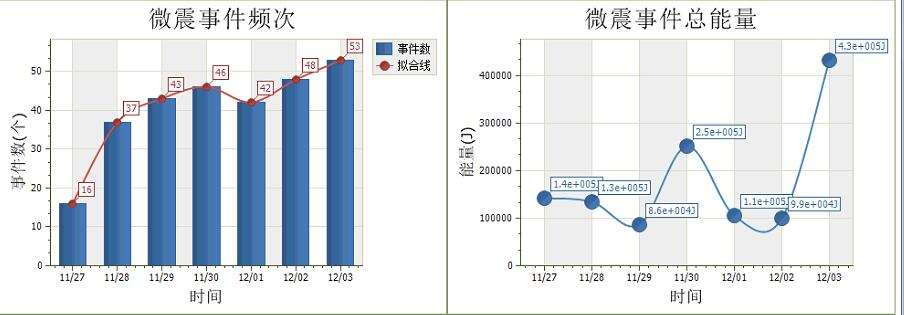 微震事件频次
事件数
拟合线
事件数(个)
50
40
30
20
10
0
16
37
43
46
42
48
53
11/27
11/28
11/29
11/30
12/01
12/02
12/03
时间
微震事件总能量
能量(J)
400000
300000
200000
100000
0
1.4e+005J
1.3e+005J
8.6e+004J
2.5e+005J
1.1e+005J
9.9e+004J
4.3e+005J
11/27
11/28
11/29
11/30
12/01
12/02
12/03
时间